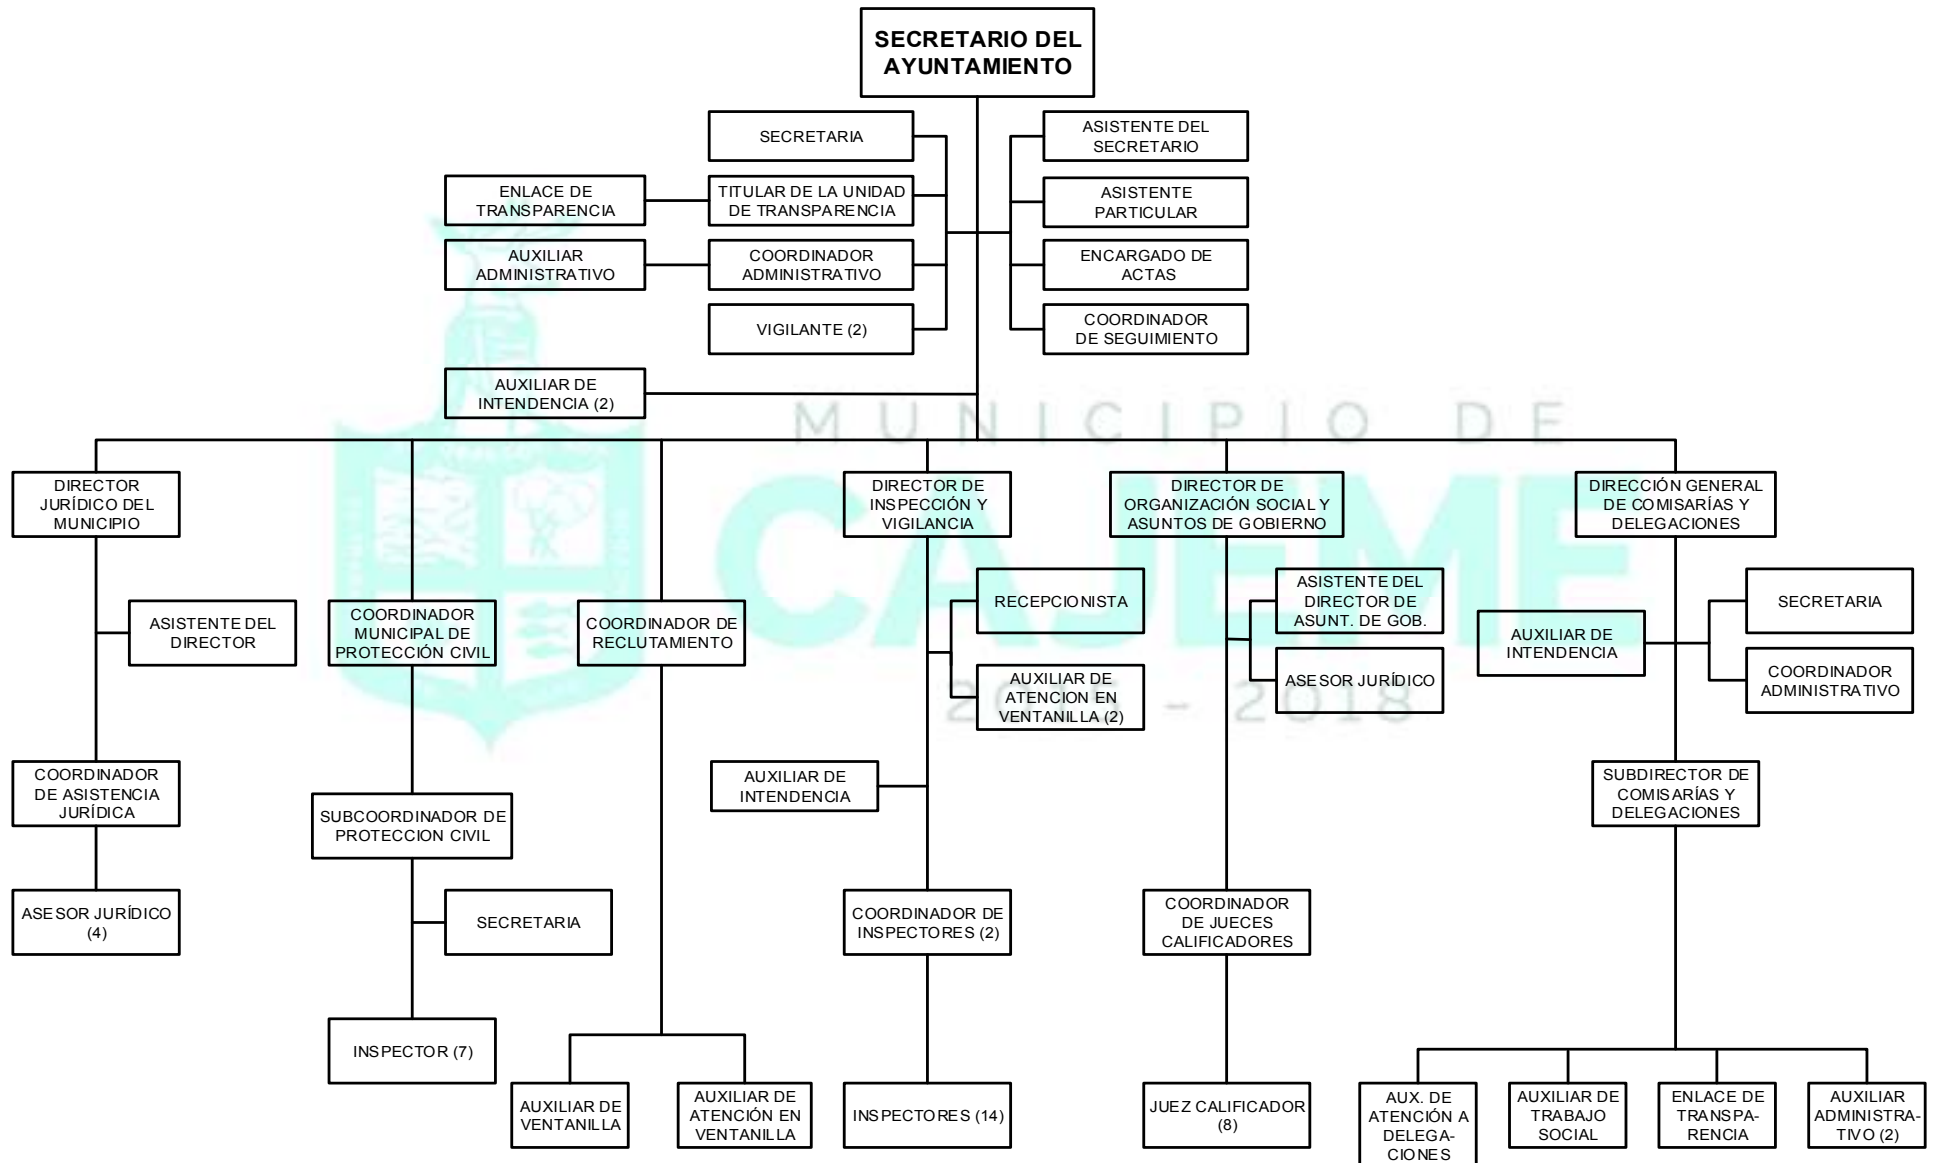 SECRETARIO DEL
AYUNTAMIENTO
SECRETARIA
ASISTENTE DEL
SECRETARIO
ENLACE DE
TRANSPARENCIA
TITULAR DE LA UNIDAD
DE TRANSPARENCIA
ASISTENTE
PARTICULAR
AUXILIAR
ADMINISTRATIVO
COORDINADOR
ADMINISTRATIVO
ENCARGADO DE
ACTAS
VIGILANTE (2)
COORDINADOR
DE SEGUIMIENTO
AUXILIAR DE
INTENDENCIA (2)
MUNICIPIO DE
CAJEME
2015 - 2018
DIRECTOR
JURÍDICO DEL
MUNICIPIO
DIRECTOR DE
INSPECCIÓN Y
VIGILANCIA
DIRECTOR DE
ORGANIZACIÓN SOCIAL Y
ASUNTOS DE GOBIERNO
DIRECCIÓN GENERAL
DE COMISARÍAS Y
DELEGACIONES
ASISTENTE DEL
DIRECTOR
COORDINADOR
MUNICIPAL DE
PROTECCIÓN CIVIL
COORDINADOR DE
RECLUTAMIENTO
RECEPCIONISTA
AUXILIAR DE
ATENCION EN
VENTANILLA (2)
ASISTENTE DEL
DIRECTOR DE
ASUNT. DE GOB.
ASESOR JURÍDICO
AUXILIAR DE
INTENDENCIA
SECRETARIA
COORDINADOR
ADMINISTRATIVO
COORDINADOR
DE ASISTENCIA
JURÍDICA
SUBCOORDINADOR DE
PROTECCION CIVIL
AUXILIAR DE
INTENDENCIA
SUBDIRECTOR DE
COMISARÍAS Y
DELEGACIONES
ASESOR JURÍDICO
(4)
SECRETARIA
COORDINADOR DE
INSPECTORES (2)
COORDINADOR
DE JUECES
CALIFICADORES
INSPECTOR (7)
AUXILIAR DE
VENTANILLA
AUXILIAR DE
ATENCIÓN EN
VENTANILLA
INSPECTORES (14)
JUEZ CALIFICADOR
(8)
AUX. DE
ATENCIÓN A
DELEGA-
CIONES
AUXILIAR DE
TRABAJO
SOCIAL
ENLACE DE
TRANSPA-
RENCIA
AUXILIAR
ADMINISTRA-
TIVO (2)